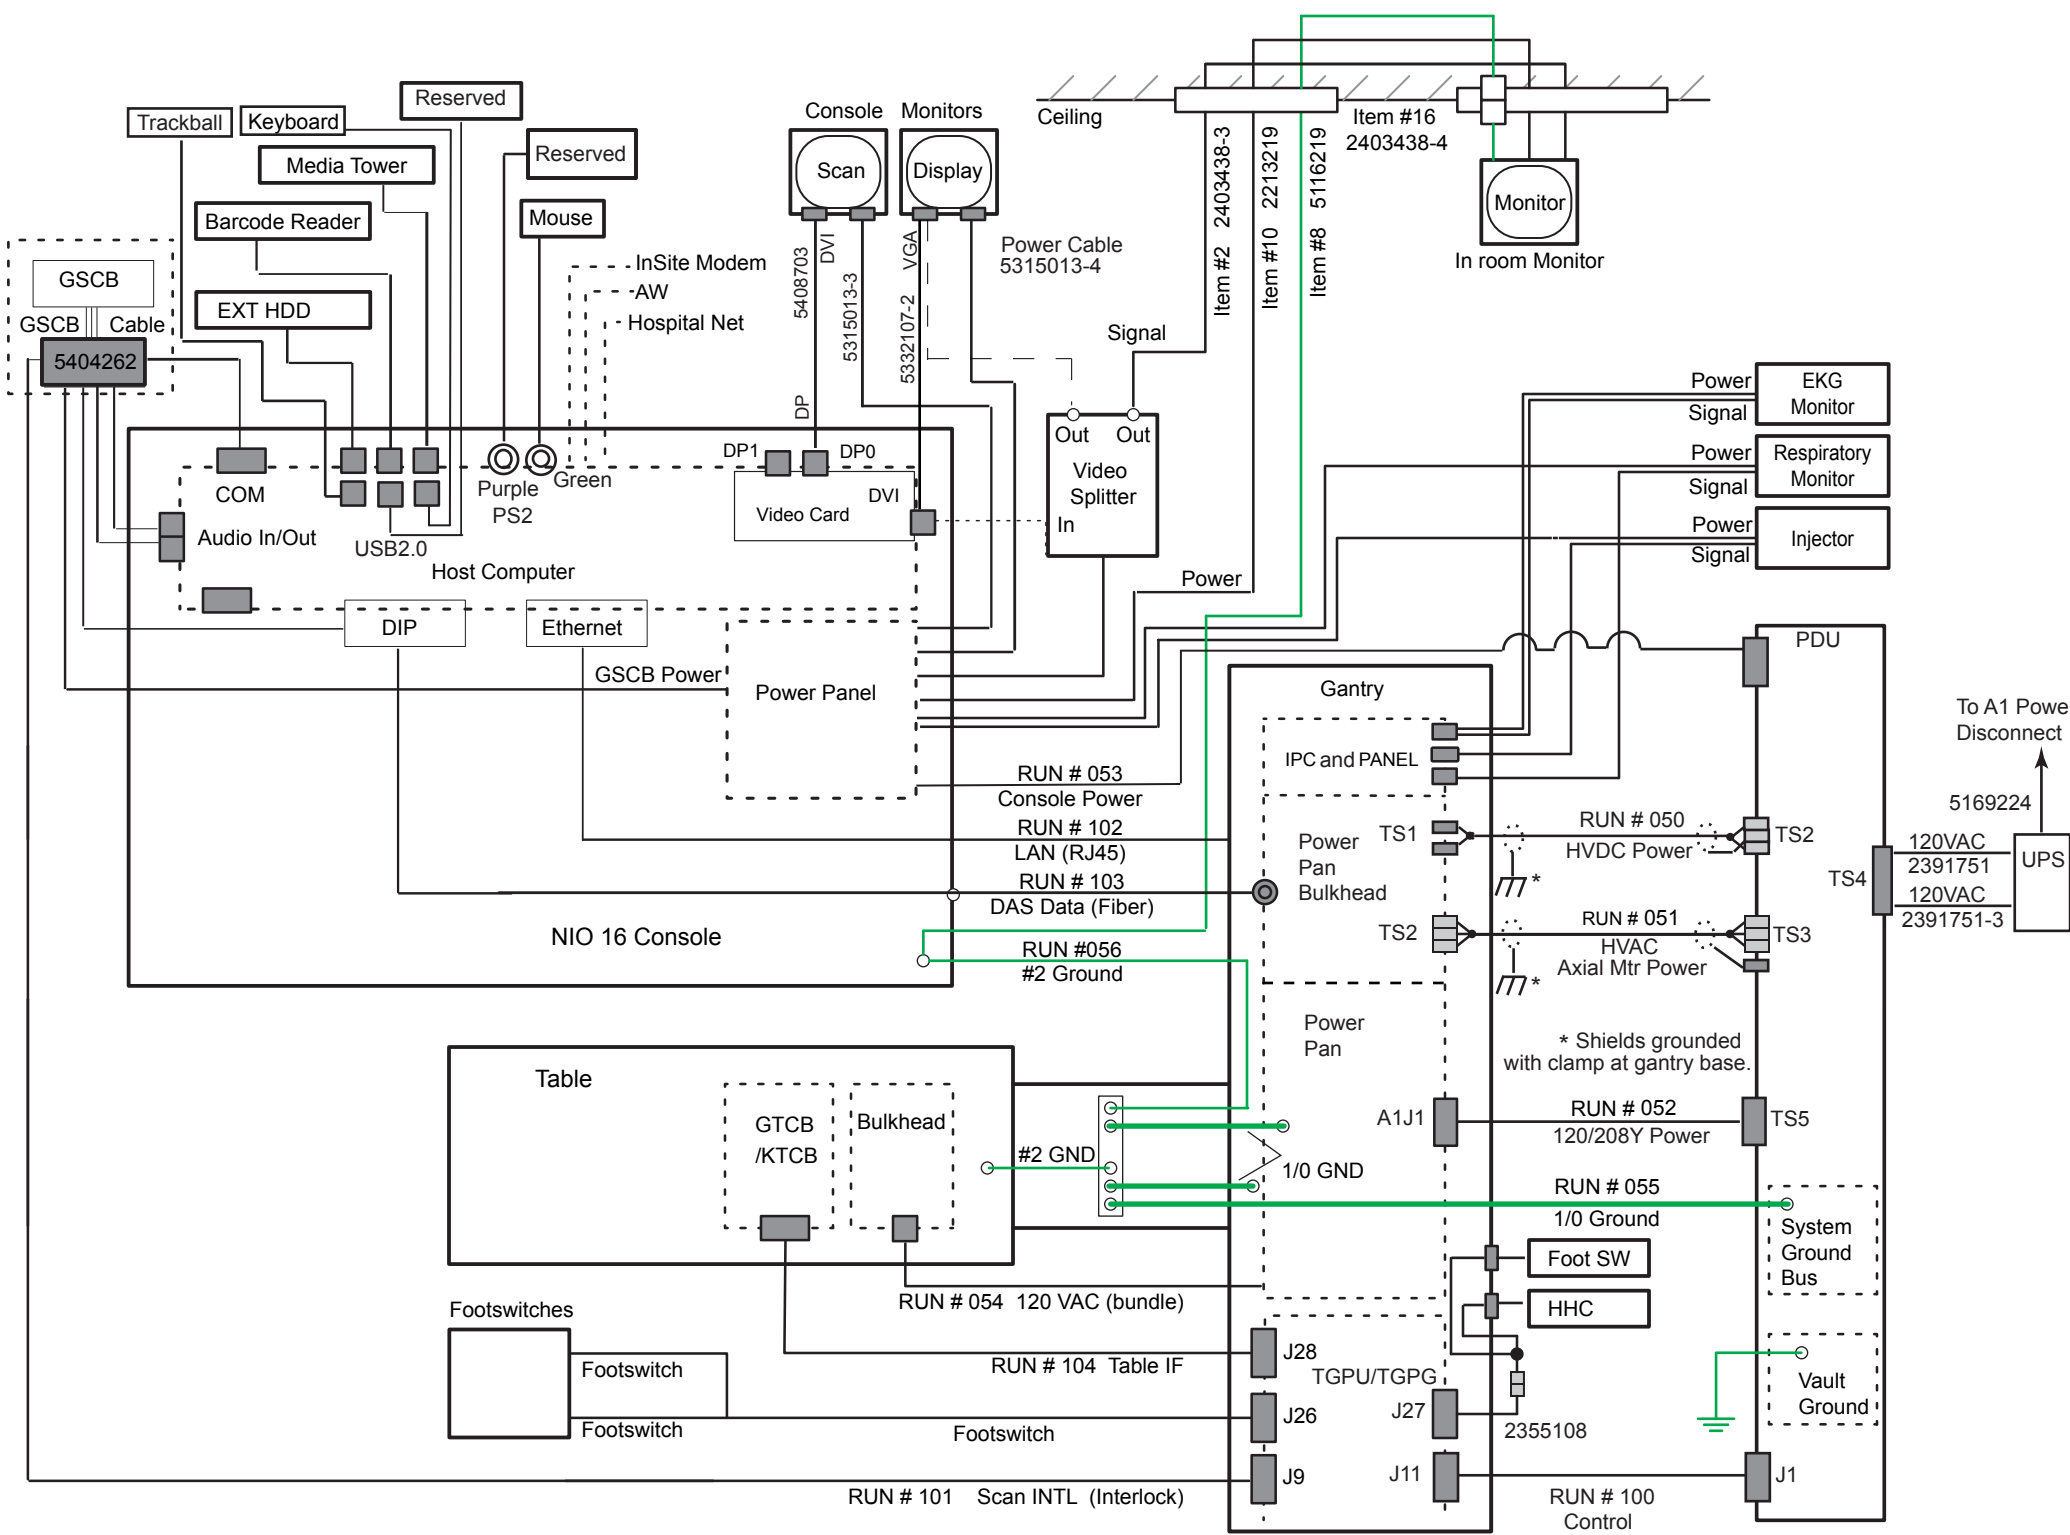 Trackball
Keyboard
Reserved
Reserved
Media Tower
Barcode Reader
Mouse
EXT HDD
GSCB
GSCB Cable
5404262
InSite Modem
AW
Hospital Net
Console Monitors
Scan
Display
Power Cable
5315013-4
5408703
DVI
DP
5315013-3
VGA
5332107-2
Ceiling
Item #2 2403438-3
Item #10 2213219
Item #8 5116219
Item #16
2403438-4
Monitor
In room Monitor
Signal
Out Out
Video
Splitter
In
Power
Signal
EKG
Monitor
Power
Signal
Respiratory
Monitor
Power
Signal
Injector
COM
Audio In/Out
USB2.0
Purple
PS2
Green
DP1
DP0
DVI
Video Card
Host Computer
DIP
Ethernet
GSCB Power
Power Panel
Power
NIO 16 Console
RUN # 053
Console Power
RUN # 102
LAN (RJ45)
RUN # 103
DAS Data (Fiber)
RUN #056
#2 Ground
Gantry
IPC and PANEL
Power
Pan
Bulkhead
TS1
TS2
Power
Pan
A1J1
RUN # 050
HVDC Power
*
RUN # 051
HVAC
Axial Mtr Power
*
* Shields grounded
with clamp at gantry base.
RUN # 052
120/208Y Power
RUN # 055
1/0 Ground
PDU
TS2
TS3
TS4
TS5
System
Ground
Bus
Vault
Ground
J1
To A1 Powe
Disconnect
5169224
120VAC
2391751
120VAC
2391751-3
UPS
Table
GTCB
/KTCB
Bulkhead
#2 GND
1/0 GND
RUN # 054 120 VAC (bundle)
Footswitches
Footswitch
Footswitch
Footswitch
RUN # 104 Table IF
RUN # 101 Scan INTL (Interlock)
J28
TGPU/TGPG
J26
J27
J9
J11
Foot SW
HHC
2355108
RUN # 100
Control